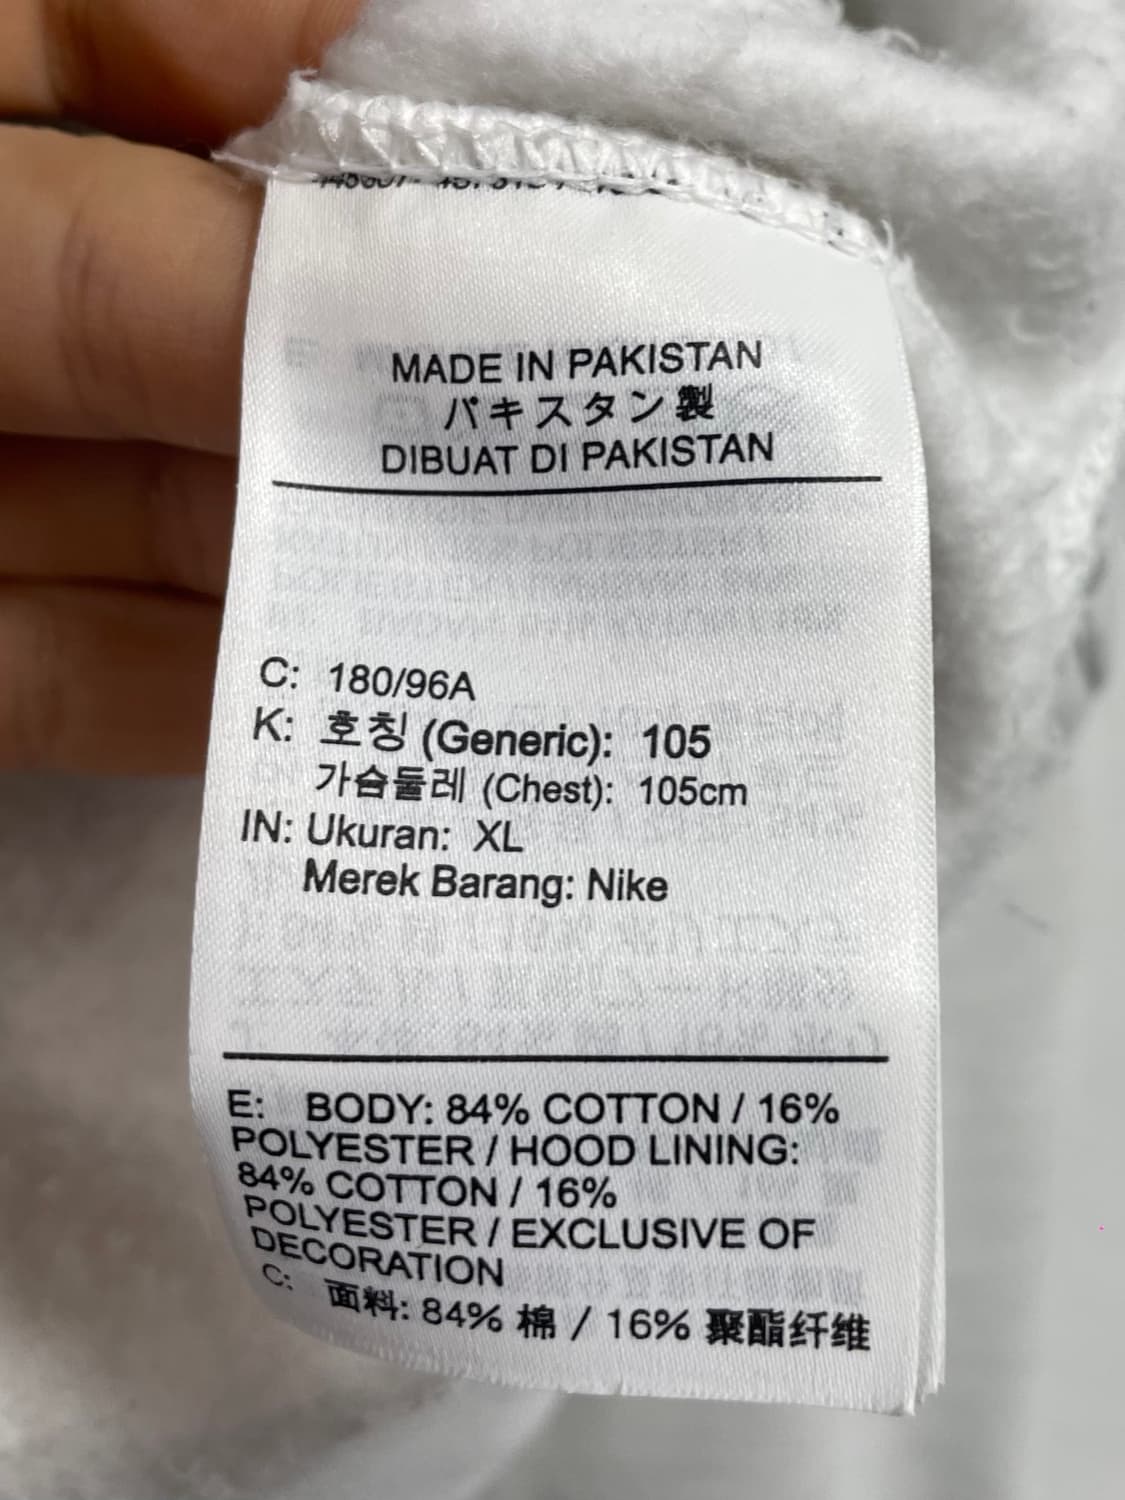 MADE IN PAKISTAN
パキスタン製
DIBUAT DI PAKISTAN
C: 180/96A
K: 호칭 (Generic): 105
가슴둘레 (Chest): 105cm
IN: Ukuran: XL
Merek Barang: Nike
E: BODY: 84% COTTON / 16%
POLYESTER / HOOD LINING:
84% COTTON / 16%
POLYESTER / EXCLUSIVE OF
DECORATION
C: 面料: 84% 棉 / 16% 聚酯纤维